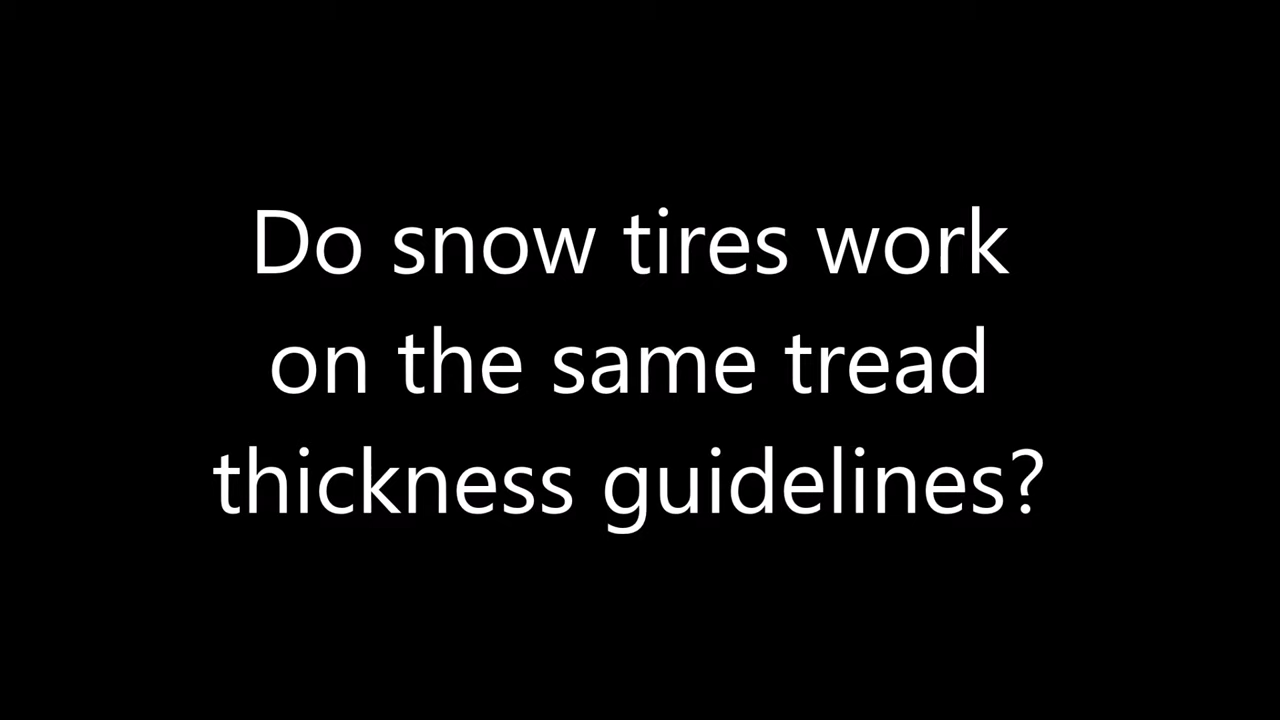 Do snow tires work
on the same tread
thickness guidelines?